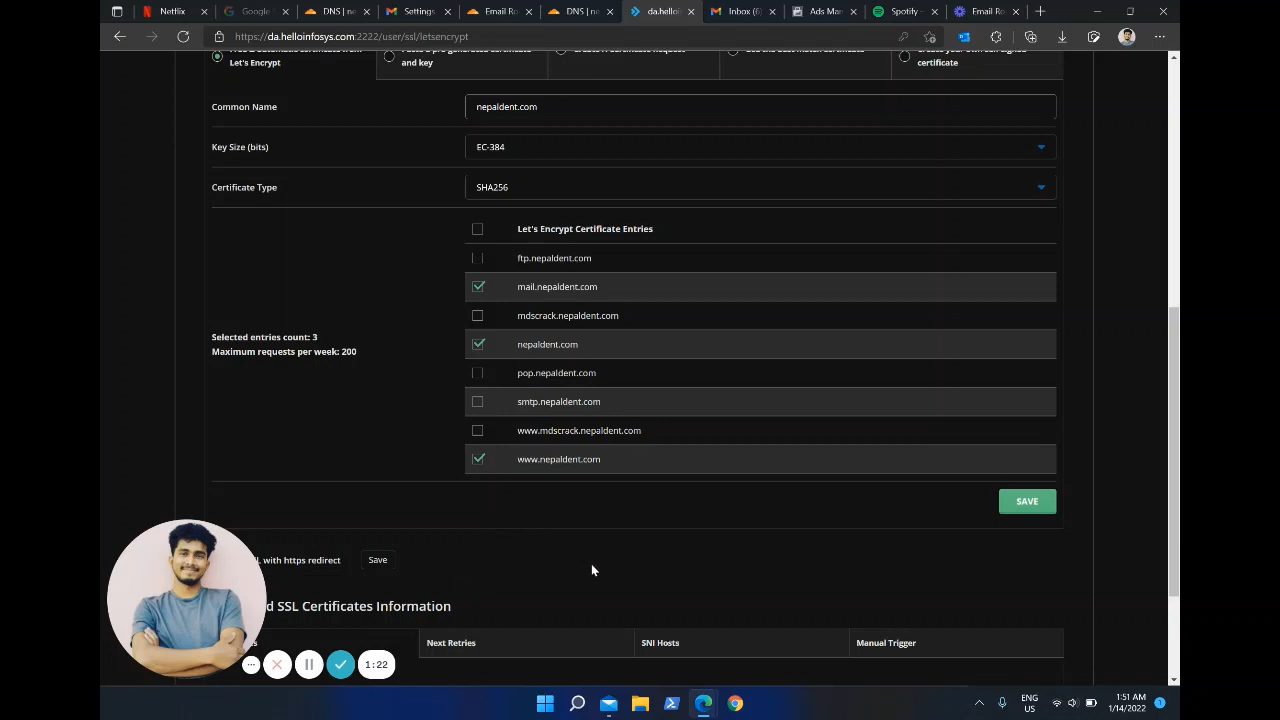 Netflix
Google
DNS | ne
Settings
Email Ro
DNS | ne
da.helloi
Inbox (6)
Ads Man
Spotify -
Email Ro
https://da.helloinfosys.com:2222/user/ssl/letsencrypt
Let's Encrypt
and key
certificate
Common Name
nepaldent.com
Key Size (bits)
EC-384
Certificate Type
SHA256
Let's Encrypt Certificate Entries
ftp.nepaldent.com
mail.nepaldent.com
mdscrack.nepaldent.com
Selected entries count: 3
Maximum requests per week: 200
nepaldent.com
pop.nepaldent.com
smtp.nepaldent.com
www.mdscrack.nepaldent.com
www.nepaldent.com
SAVE
with https redirect
Save
SSL Certificates Information
Next Retries
SNI Hosts
Manual Trigger
1:22
ENG
US
1:51 AM
1/14/2022
1